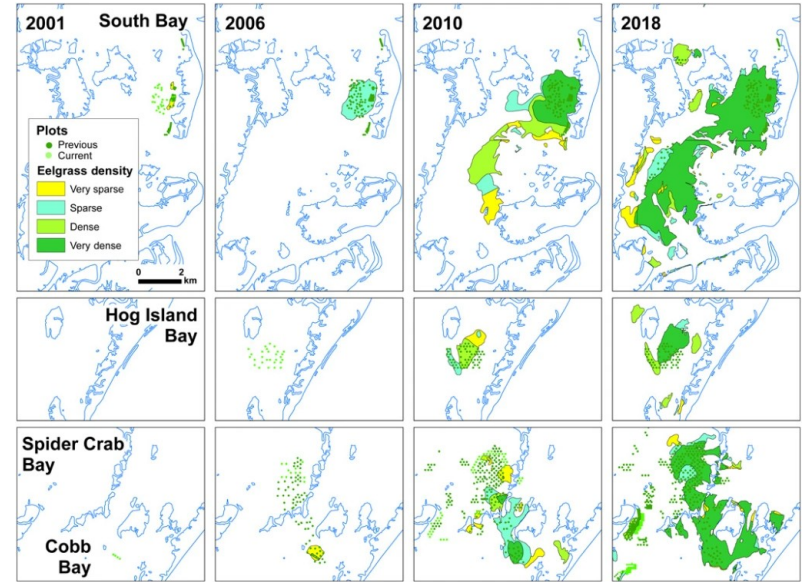 2001
South Bay
2006
2010
2018
Plots
Previous
Current
Eelgrass density
Very sparse
Sparse
Dense
Very dense
0 2
km
Hog Island
Bay
Spider Crab
Bay
Cobb
Bay